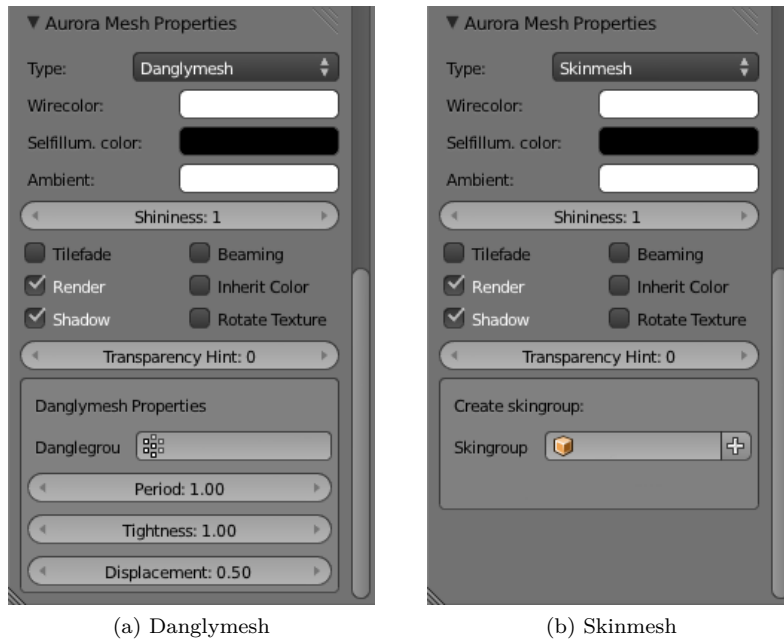 Aurora Mesh Properties
Type: Danglymesh
Wirecolor:
Selfillum. color:
Ambient:
Shininess: 1
Tilefade Beaming
Render Inherit Color
Shadow Rotate Texture
Transparency Hint: 0
Danglymesh Properties
Danglegrou
Period: 1.00
Tightness: 1.00
Displacement: 0.50
(a) Danglymesh
Aurora Mesh Properties
Type: Skinmesh
Wirecolor:
Selfillum. color:
Ambient:
Shininess: 1
Tilefade Beaming
Render Inherit Color
Shadow Rotate Texture
Transparency Hint: 0
Create skingroup:
Skingroup
(b) Skinmesh